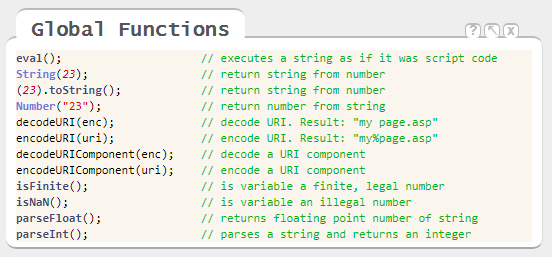 Global Functions
? ↖ x
eval(); // executes a string as if it was script code
String(23); // return string from number
(23).toString(); // return string from number
Number("23"); // return number from string
decodeURI(enc); // decode URI. Result: "my page.asp"
encodeURI(uri); // encode URI. Result: "my%page.asp"
decodeURIComponent(enc); // decode a URI component
encodeURIComponent(uri); // encode a URI component
isFinite(); // is variable a finite, legal number
isNaN(); // is variable an illegal number
parseFloat(); // returns floating point number of string
parseInt(); // parses a string and returns an integer